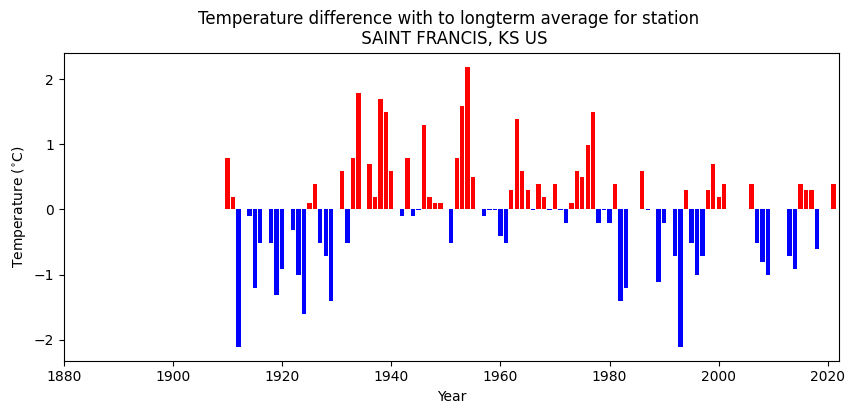 Temperature difference with to longterm average for station
SAINT FRANCIS, KS US
2
1
0
−1
−2
Temperature (°C)
1880 1900 1920 1940 1960 1980 2000 2020
Year